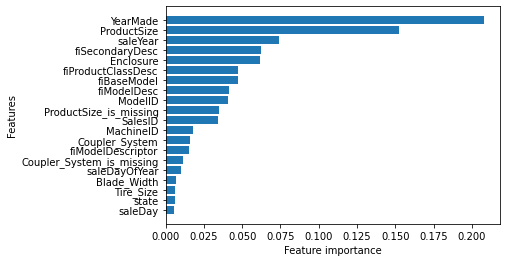 YearMade
ProductSize
saleYear
fiSecondaryDesc
Enclosure
fiProductClassDesc
fiBaseModel
fiModelDesc
ModelID
ProductSize_is_missing
SalesID
MachineID
Coupler_System
fiModelDescriptor
Coupler_System_is_missing
saleDayOfYear
Blade_Width
Tire_Size
state
saleDay
Features
0.000 0.025 0.050 0.075 0.100 0.125 0.150 0.175 0.200
Feature importance